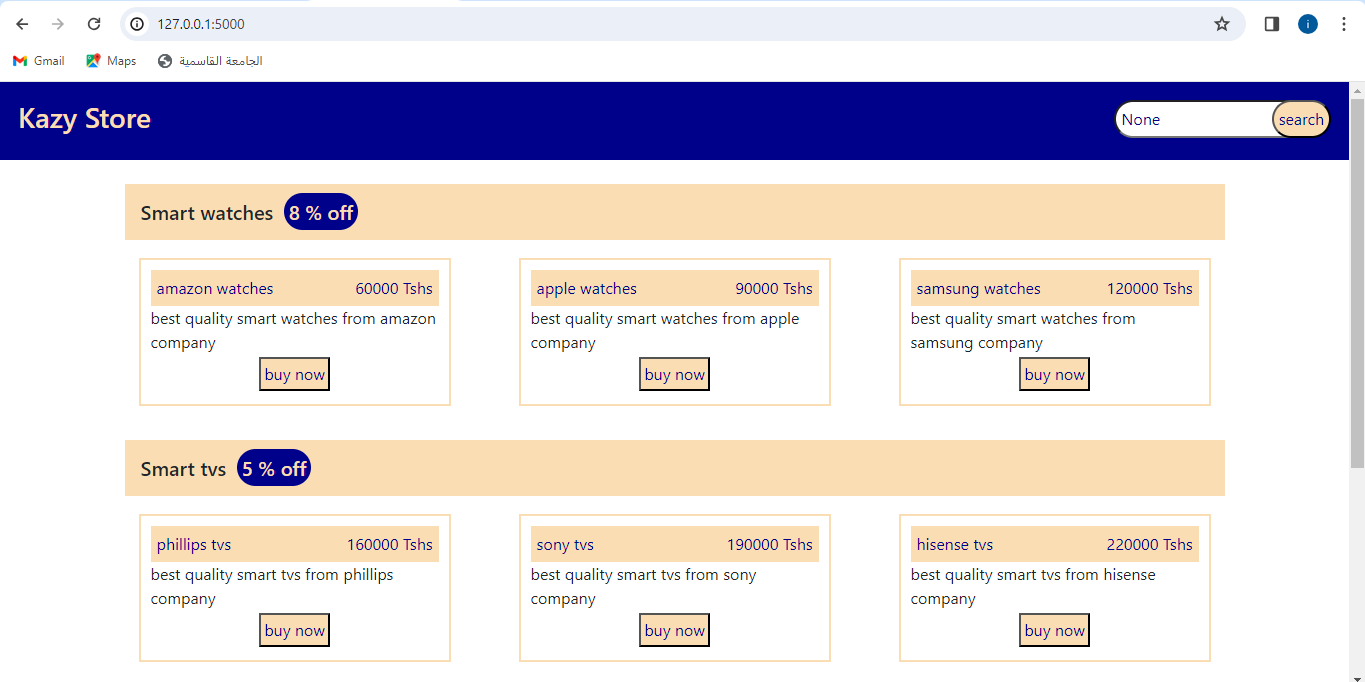 127.0.0.1:5000
Gmail Maps الجامعة القاسمية
Kazy Store
None search
Smart watches 8 % off
amazon watches 60000 Tshs
best quality smart watches from amazon
company
buy now
apple watches 90000 Tshs
best quality smart watches from apple
company
buy now
samsung watches 120000 Tshs
best quality smart watches from
samsung company
buy now
Smart tvs 5 % off
phillips tvs 160000 Tshs
best quality smart tvs from phillips
company
buy now
sony tvs 190000 Tshs
best quality smart tvs from sony
company
buy now
hisense tvs 220000 Tshs
best quality smart tvs from hisense
company
buy now